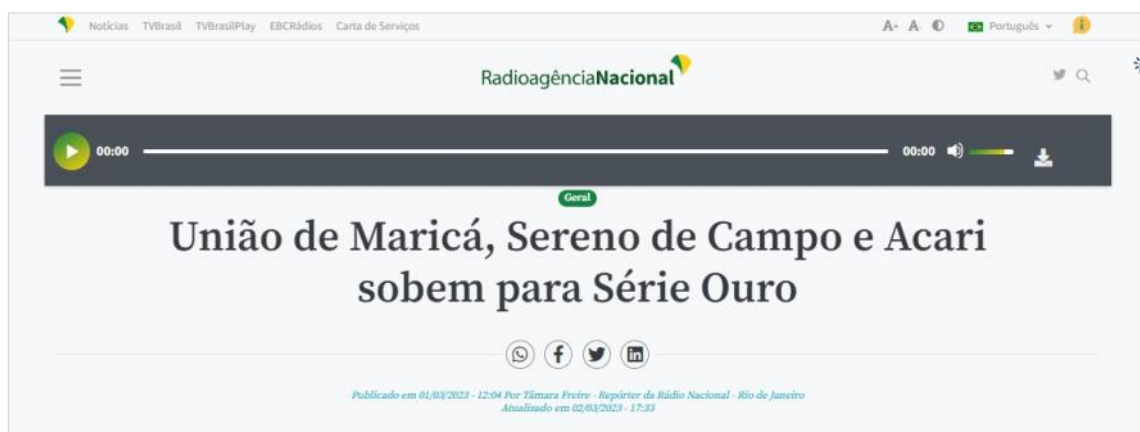 Notícias TVBrasil TVBrasilPlay EBCRádios Carta de Serviços A+ A- Português
RadioagênciaNacional
00:00 00:00
Geral
União de Maricá, Sereno de Campo e Acari
sobem para Série Ouro
Publicado em 01/03/2023 - 12:04 Por Tâmara Freire - Repórter da Rádio Nacional - Rio de Janeiro
Atualizado em 02/03/2023 - 17:33